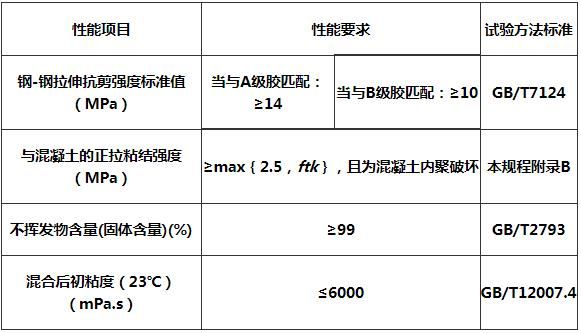 性能项目 性能要求 试验方法标准
钢-钢拉伸抗剪强度标准值
（MPa）
当与A级胶匹配：
≥14
当与B级胶匹配：≥10
GB/T7124
与混凝土的正拉粘结强度
（MPa）
≥max｛2.5，ftk｝，且为混凝土内聚破坏
本规程附录B
不挥发物含量(固体含量)(%) ≥99 GB/T2793
混合后初粘度（23℃）
（mPa.s）
≤6000
GB/T12007.4